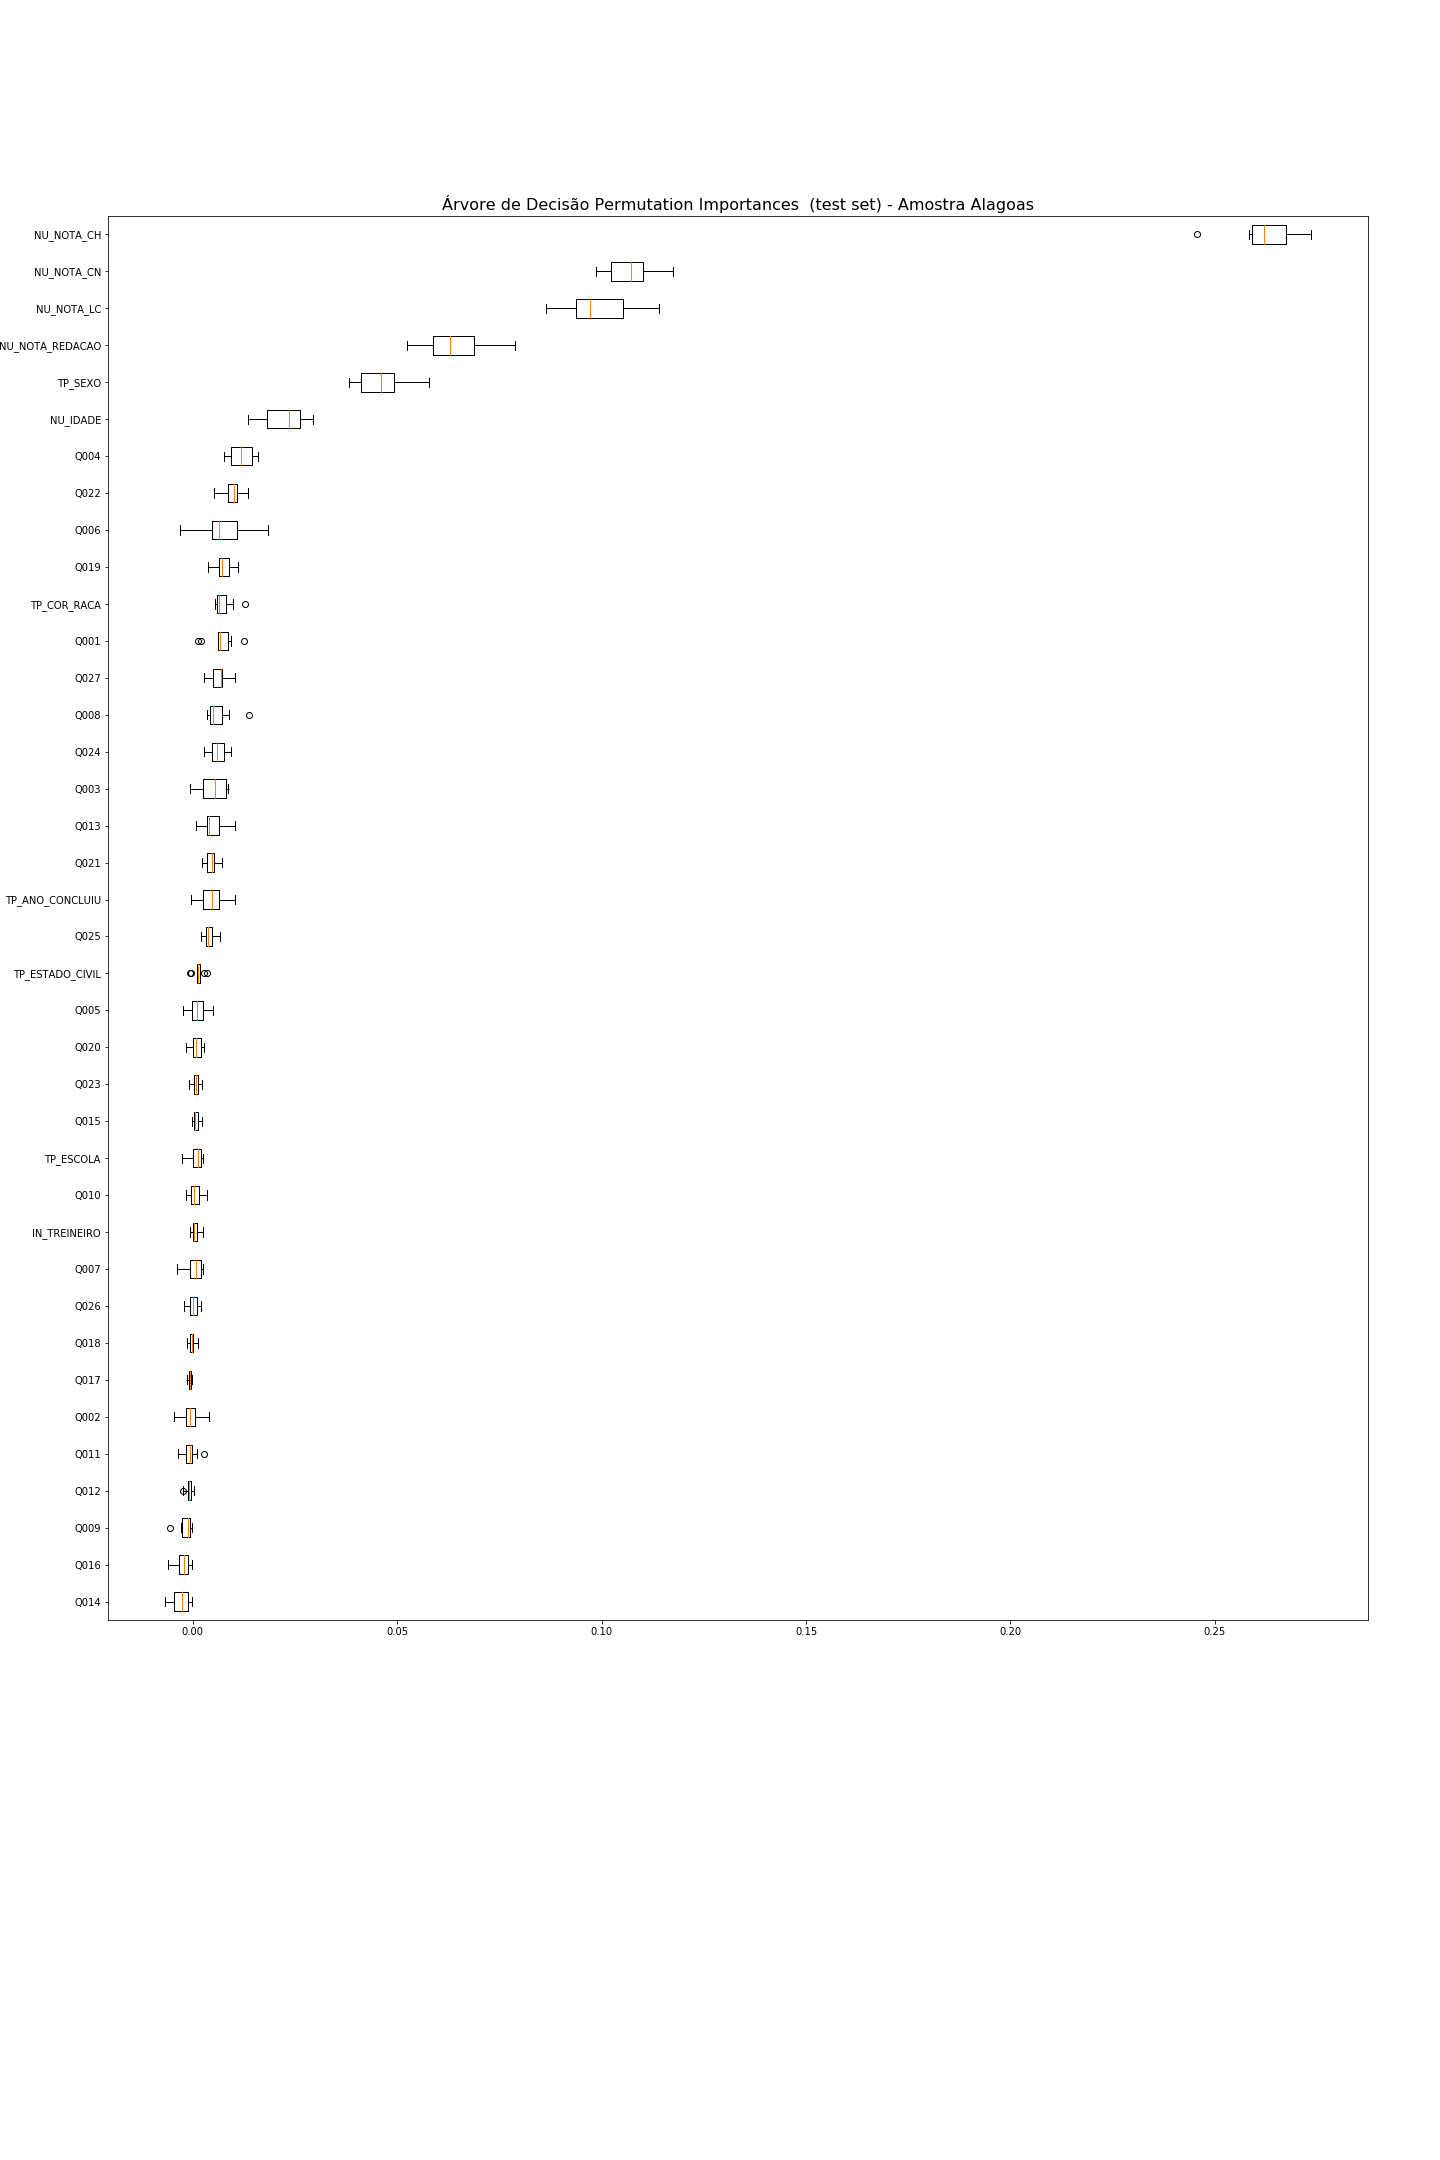 Árvore de Decisão Permutation Importances  (test set) - Amostra Alagoas
NU_NOTA_CH
NU_NOTA_CN
NU_NOTA_LC
NU_NOTA_REDACAO
TP_SEXO
NU_IDADE
Q004
Q022
Q006
Q019
TP_COR_RACA
Q001
Q027
Q008
Q024
Q003
Q013
Q021
TP_ANO_CONCLUIU
Q025
TP_ESTADO_CIVIL
Q005
Q020
Q023
Q015
TP_ESCOLA
Q010
IN_TREINEIRO
Q007
Q026
Q018
Q017
Q002
Q011
Q012
Q009
Q016
Q014
0.00 0.05 0.10 0.15 0.20 0.25